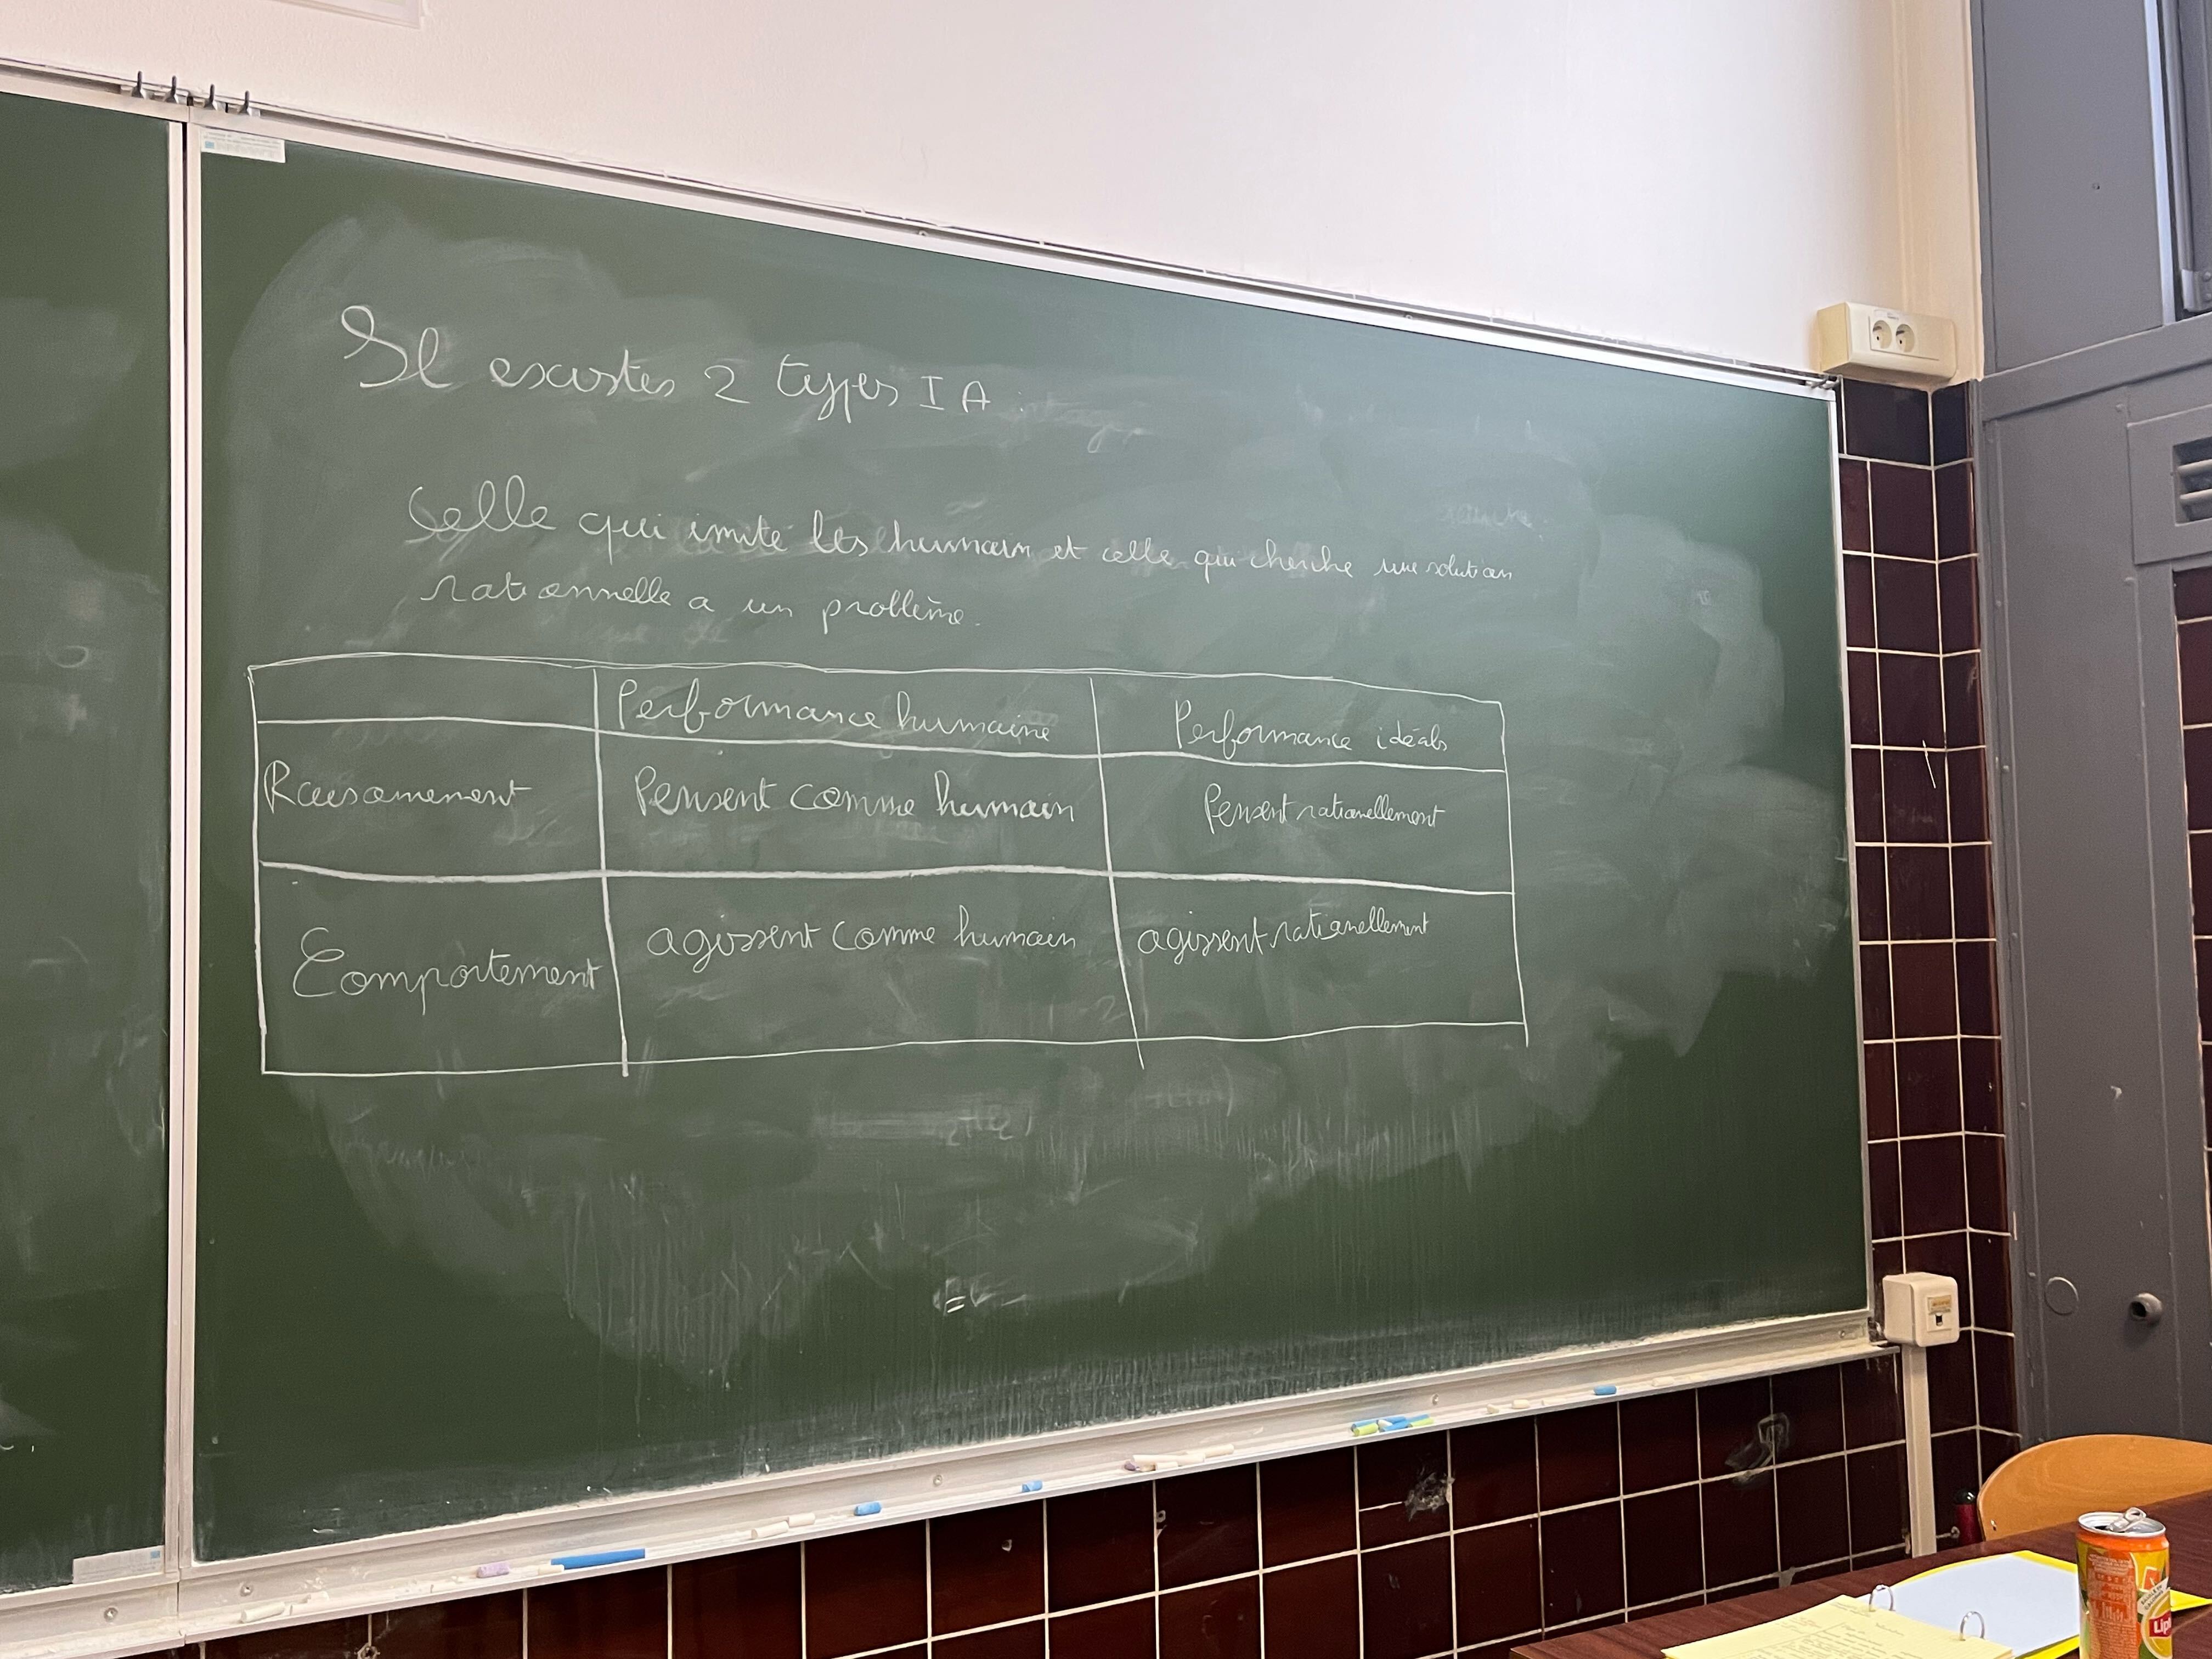 Il existes 2 types IA
Celle qui imite les humain et celle qui cherche une solution
rationnelle a un problème.
Performance humaine
Performance idéals
Raisonnement
Pensent comme humain
Pensent rationellement
Comportement
agissent comme humain
agissent rationellement
Lipt